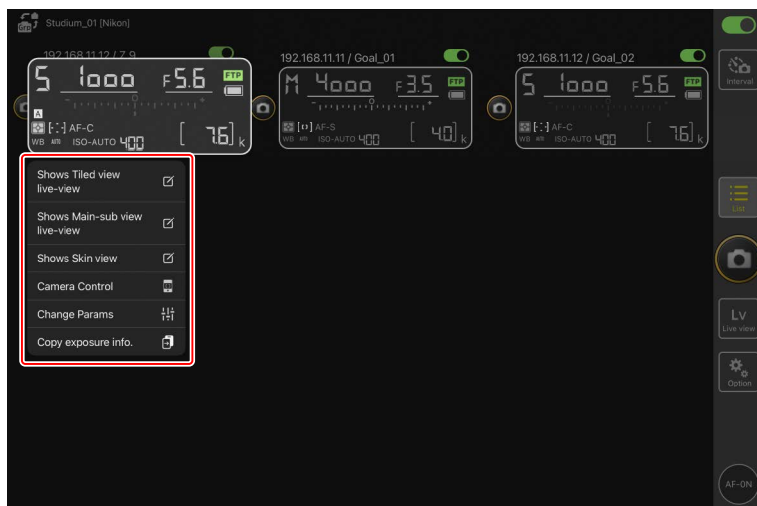 Studium_01 [Nikon]
192.168.11.12 / Z 9
192.168.11.11 / Goal_01
192.168.11.12 / Goal_02
S 1000 F5.6 FTP
A
AF-C
WB AUTO ISO-AUTO 400 [ 7.6] k
M 4000 F3.5 FTP
AF-S
WB AUTO ISO-AUTO 400 [ 4.0] k
S 1000 F5.6 FTP
AF-C
WB AUTO ISO-AUTO 400 [ 7.6] k
Shows Tiled view
live-view
Shows Main-sub view
live-view
Shows Skin view
Camera Control
Change Params
Copy exposure info.
Interval
List
Lv
Live view
Option
AF-ON